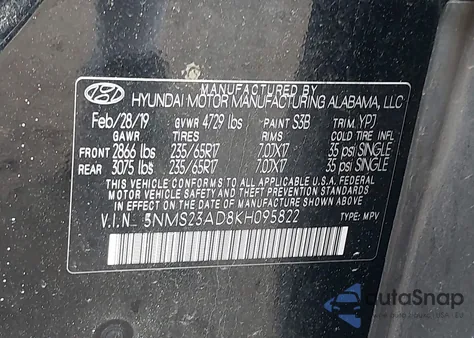 MANUFACTURED BY
HYUNDAI MOTOR MANUFACTURING ALABAMA, LLC
Feb/28/19 GVWR 4729 lbs PAINT S3B TRIM YPJ
GAWR TIRES RIMS COLD TIRE INFL
FRONT 2866 lbs 235/65R17 7.0JX17 35 psi SINGLE
REAR 3075 lbs 235/65R17 7.0JX17 35 psi SINGLE
THIS VEHICLE CONFORMS TO ALL APPLICABLE FEDERAL
MOTOR VEHICLE SAFETY AND THEFT PREVENTION STANDARDS
IN EFFECT ON THE DATE OF MANUFACTURE SHOWN ABOVE.
V.I.N. 5NMS23AD8KH095822 TYPE: MPV
AutoSnap